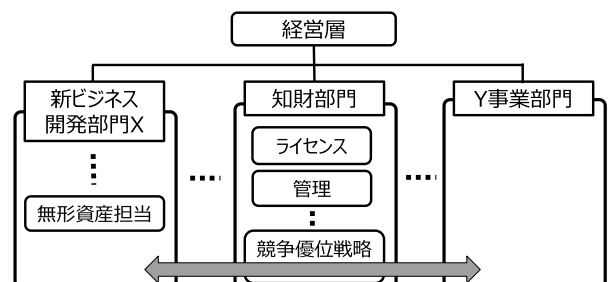 経営層
新ビジネス
開発部門X
知財部門
Y事業部門
ライセンス
管理
無形資産担当
競争優位戦略